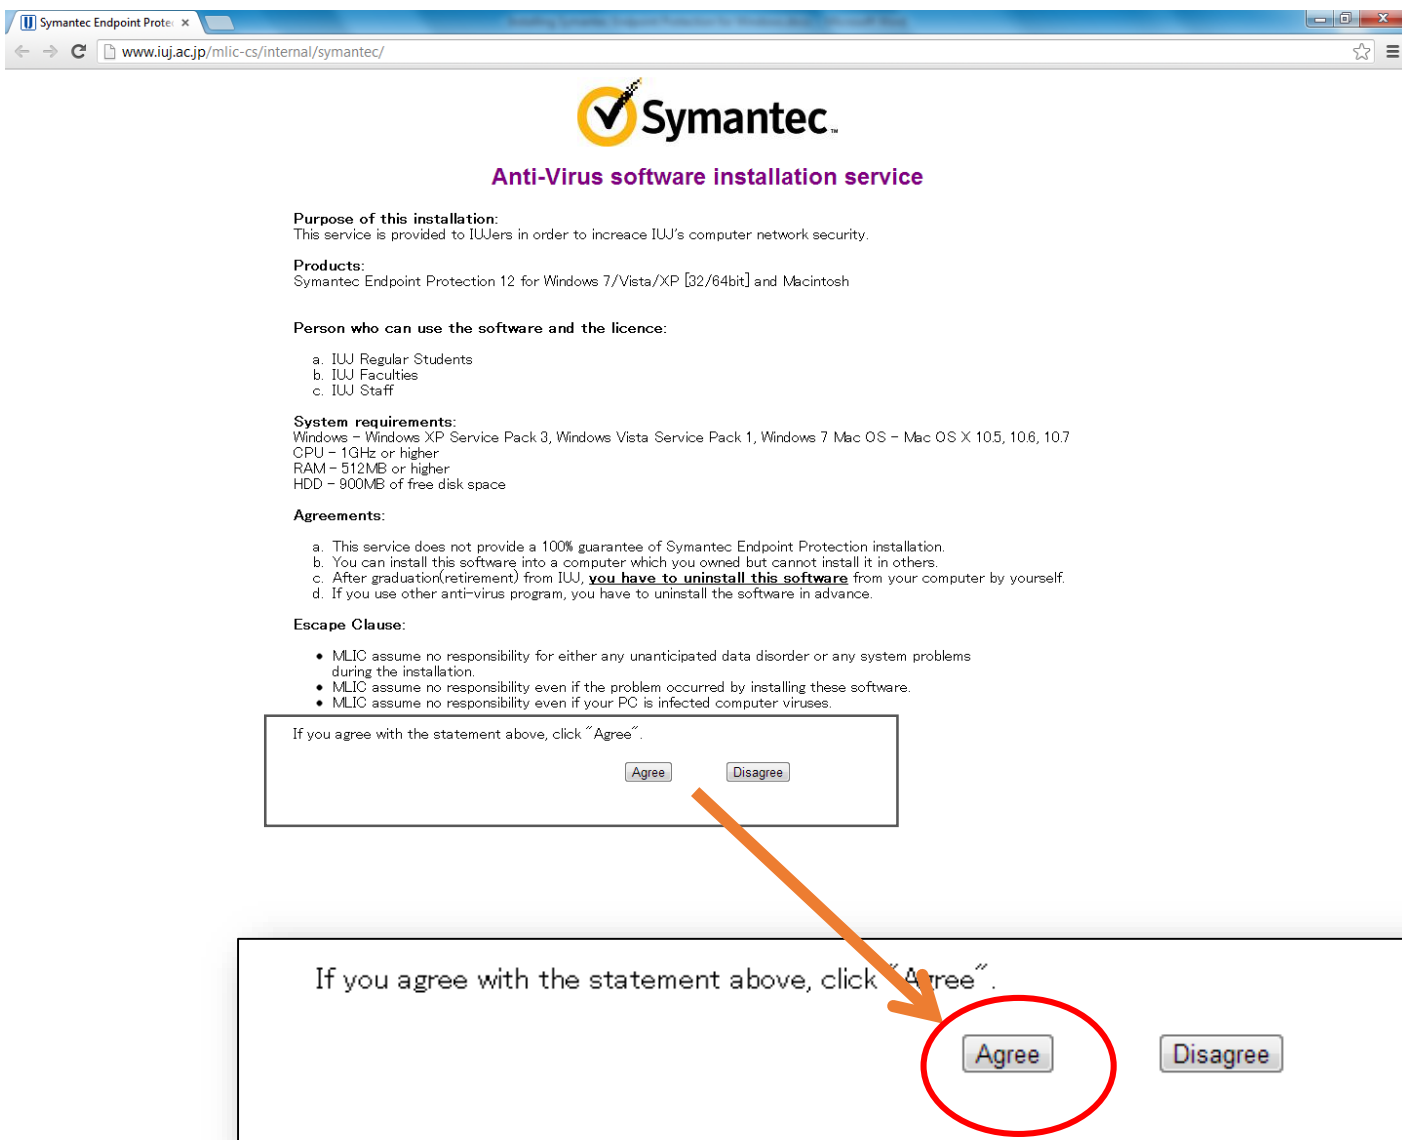 Symantec Endpoint Prote
www.iuj.ac.jp/mlic-cs/internal/symantec/
Symantec™
Anti-Virus software installation service
Purpose of this installation:
This service is provided to IUJers in order to increace IUJ's computer network security.
Products:
Symantec Endpoint Protection 12 for Windows 7/Vista/XP [32/64bit] and Macintosh
Person who can use the software and the licence:
a. IUJ Regular Students
b. IUJ Faculties
c. IUJ Staff
System requirements:
Windows - Windows XP Service Pack 3, Windows Vista Service Pack 1, Windows 7 Mac OS - Mac OS X 10.5, 10.6, 10.7
CPU - 1GHz or higher
RAM - 512MB or higher
HDD - 900MB of free disk space
Agreements:
a. This service does not provide a 100% guarantee of Symantec Endpoint Protection installation.
b. You can install this software into a computer which you owned but cannot install it in others.
c. After graduation(retirement) from IUJ, you have to uninstall this software from your computer by yourself.
d. If you use other anti-virus program, you have to uninstall the software in advance.
Escape Clause:
• MLIC assume no responsibility for either any unanticipated data disorder or any system problems
during the installation.
• MLIC assume no responsibility even if the problem occurred by installing these software.
• MLIC assume no responsibility even if your PC is infected computer viruses.
If you agree with the statement above, click "Agree".
Agree Disagree
If you agree with the statement above, click "Agree".
Agree Disagree